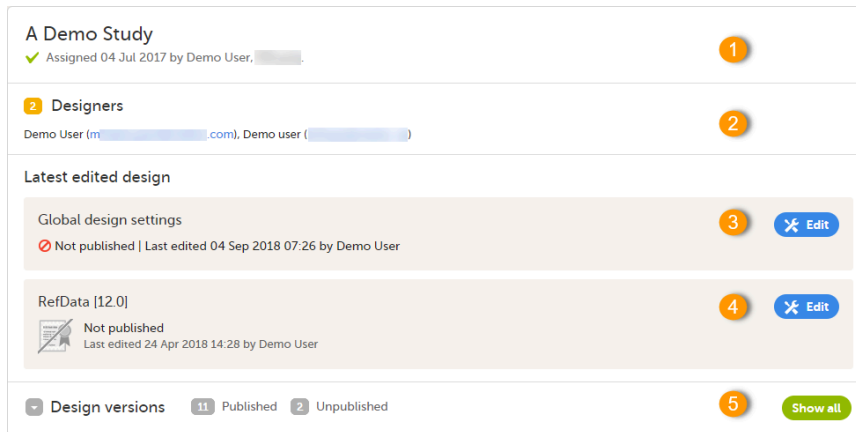 A Demo Study
1
Assigned 04 Jul 2017 by Demo User,
2 Designers
2
Demo User (m .com), Demo user ( )
Latest edited design
Global design settings
3
Edit
Not published | Last edited 04 Sep 2018 07:26 by Demo User
RefData [12.0]
4
Edit
Not published
Last edited 24 Apr 2018 14:28 by Demo User
Design versions 11 Published 2 Unpublished
5
Show all